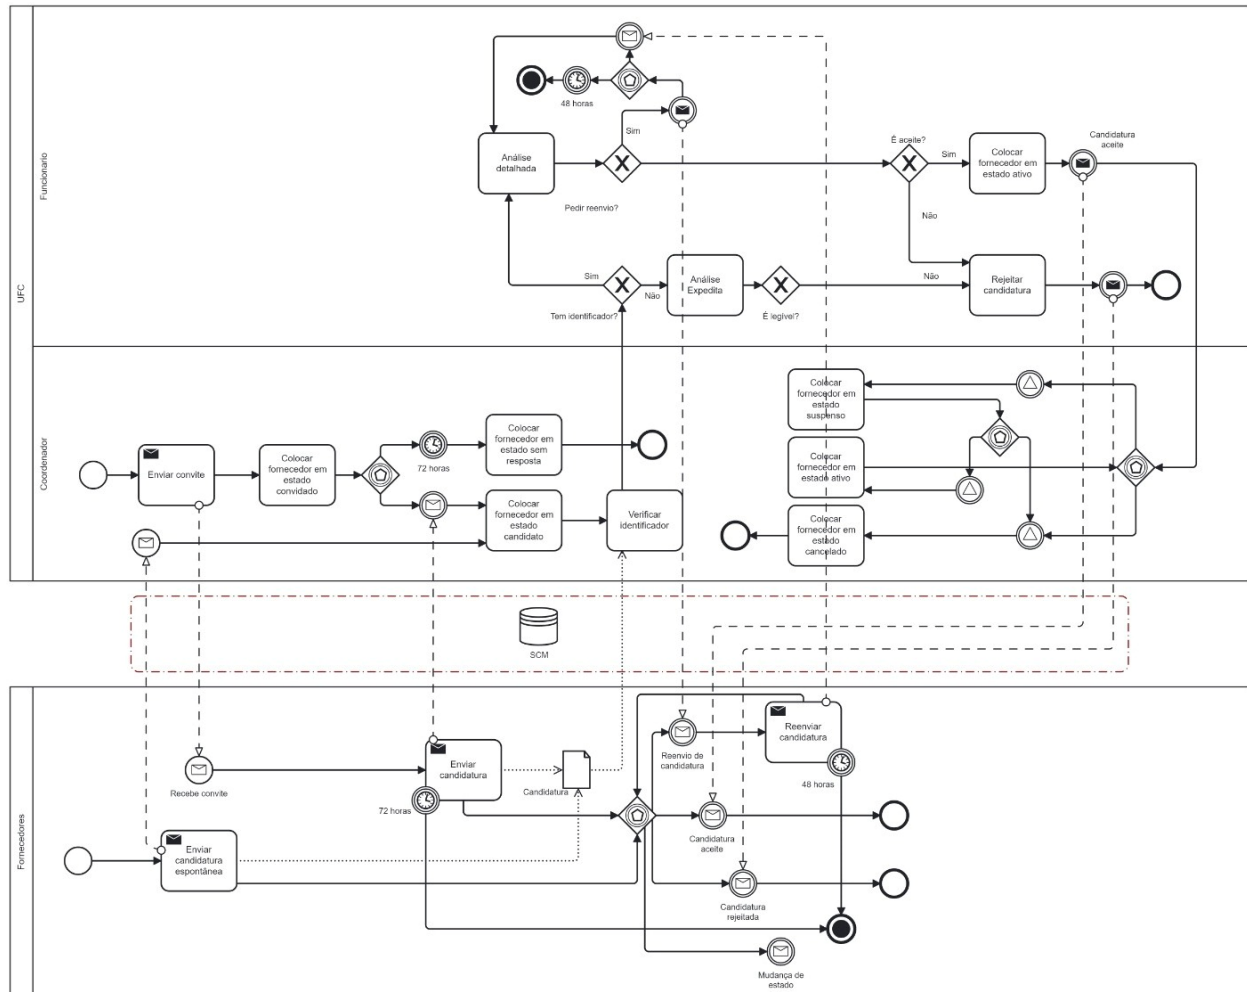 UFC
Funcionario
48 horas
Sim
Análise
detalhada
Pedir reenvio?
É aceite?
Sim
Colocar
fornecedor em
estado ativo
Candidatura
aceite
Não
Sim
Não
Tem identificador?
Análise
Expedita
É legível?
Não
Rejeitar
candidatura
Coordenador
Enviar convite
Colocar
fornecedor em
estado
convidado
72 horas
Colocar
fornecedor em
estado sem
resposta
Colocar
fornecedor em
estado
candidato
Verificar
identificador
Colocar
fornecedor em
estado
suspenso
Colocar
fornecedor em
estado ativo
Colocar
fornecedor em
estado
cancelado
SCM
Fornecedores
Recebe convite
Enviar
candidatura
72 horas
Candidatura
Enviar
candidatura
espontânea
Reenvio de
candidatura
Reenviar
candidatura
48 horas
Candidatura
aceite
Candidatura
rejeitada
Mudança de
estado